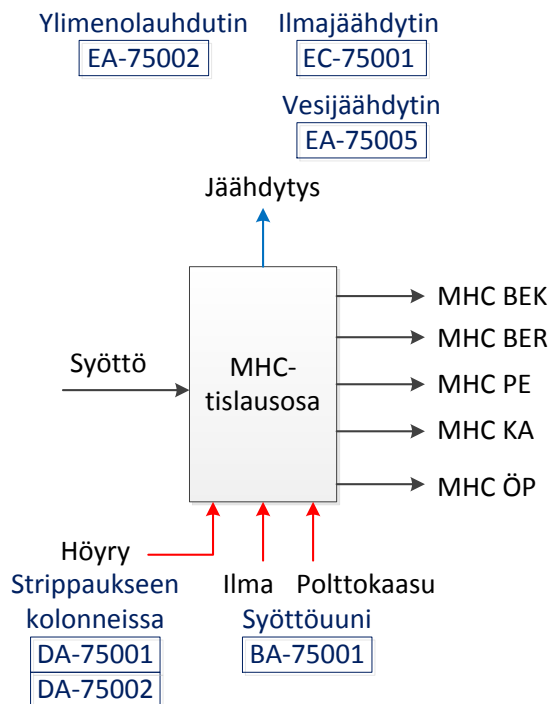 Ylimenolauhdutin
EA-75002
Ilmajäähdytin
EC-75001
Vesijäähdytin
EA-75005
Jäähdytys
Syöttö
MHC-
tislausosa
MHC BEK
MHC BER
MHC PE
MHC KA
MHC ÖP
Höyry
Strippaukseen
kolonneissa
DA-75001
DA-75002
Ilma
Polttokaasu
Syöttöuuni
BA-75001